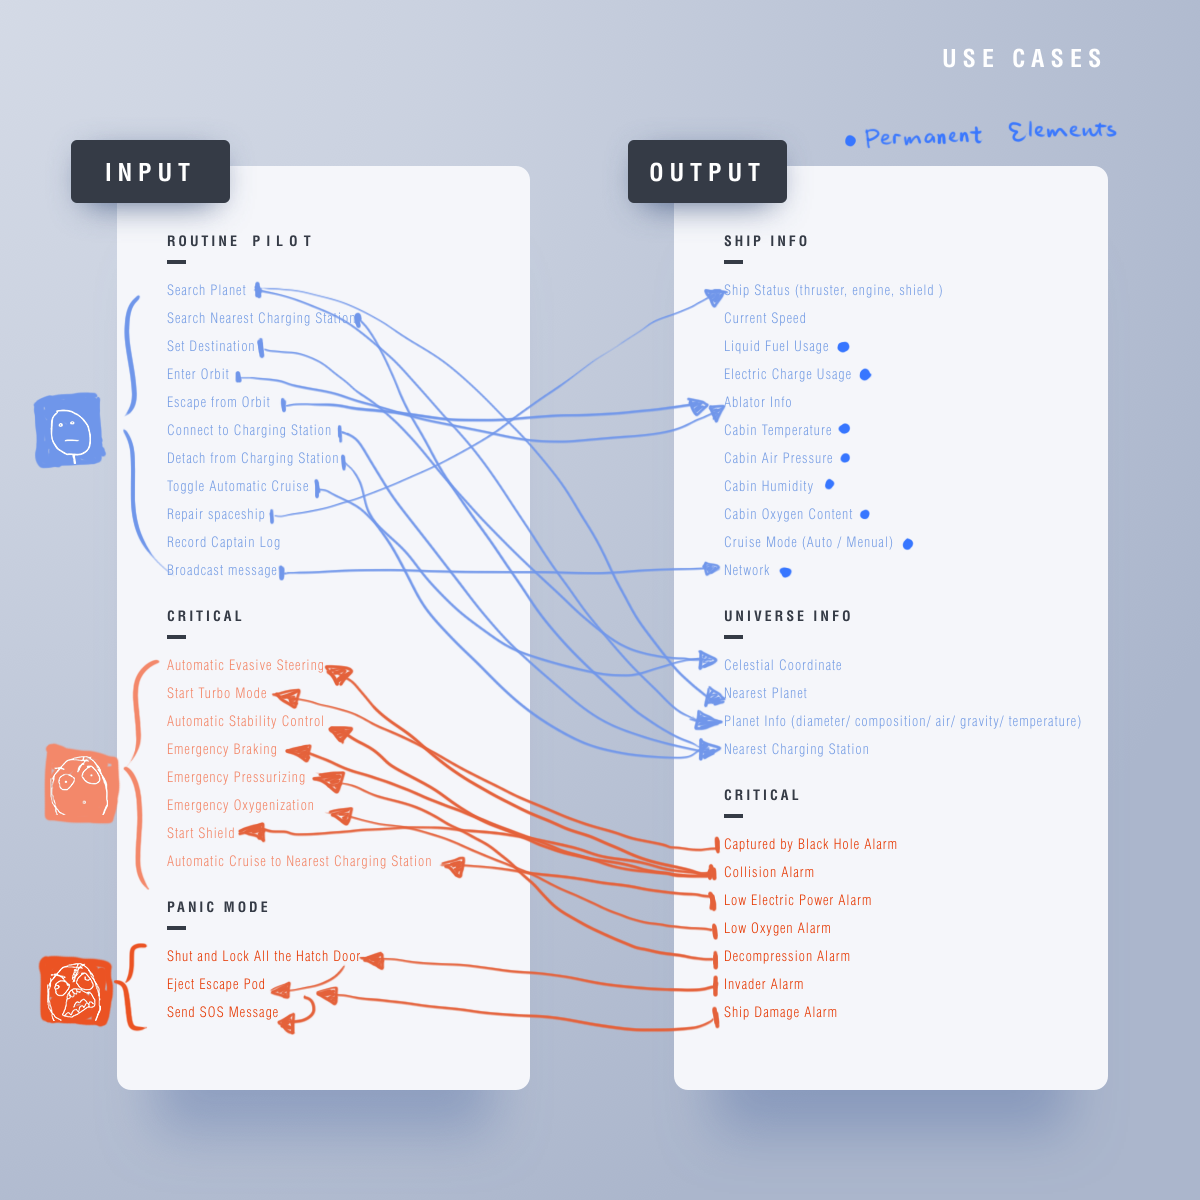 USE CASES
Permanent Elements
INPUT
ROUTINE PILOT
Search Planet
Search Nearest Charging Station
Set Destination
Enter Orbit
Escape from Orbit
Connect to Charging Station
Detach from Charging Station
Toggle Automatic Cruise
Repair spaceship
Record Captain Log
Broadcast message
CRITICAL
Automatic Evasive Steering
Start Turbo Mode
Automatic Stability Control
Emergency Braking
Emergency Pressurizing
Emergency Oxygenization
Start Shield
Automatic Cruise to Nearest Charging Station
PANIC MODE
Shut and Lock All the Hatch Door
Eject Escape Pod
Send SOS Message
OUTPUT
SHIP INFO
Ship Status (thruster, engine, shield )
Current Speed
Liquid Fuel Usage
Electric Charge Usage
Ablator Info
Cabin Temperature
Cabin Air Pressure
Cabin Humidity
Cabin Oxygen Content
Cruise Mode (Auto / Menual)
Network
UNIVERSE INFO
Celestial Coordinate
Nearest Planet
Planet Info (diameter/ composition/ air/ gravity/ temperature)
Nearest Charging Station
CRITICAL
Captured by Black Hole Alarm
Collision Alarm
Low Electric Power Alarm
Low Oxygen Alarm
Decompression Alarm
Invader Alarm
Ship Damage Alarm